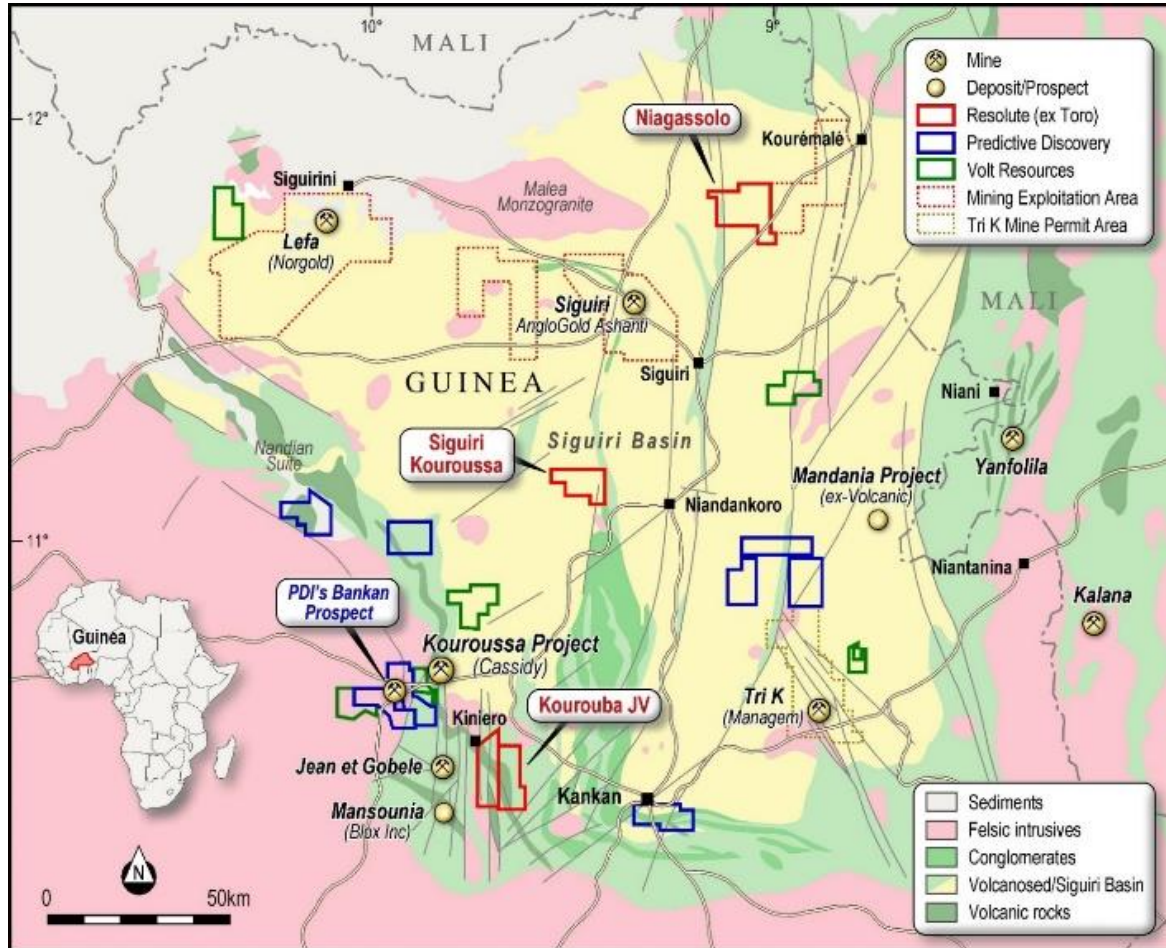 10°
9°
MALI
Mine
Deposit/Prospect
Resolute (ex Toro)
Predictive Discovery
Volt Resources
Mining Exploitation Area
Tri K Mine Permit Area
12°
Niagassolo
Kourémalé
Siguirini
Malea
Monzogranite
Lefa
(Norgold)
Siguiri
AngloGold Ashanti
MALI
Siguiri
GUINEA
Niani
Nandian
Suite
Siguiri
Kouroussa
Siguiri Basin
Yanfolila
Mandania Project
(ex-Volcanic)
Niandankoro
11°
Niantanina
PDI's Bankan
Prospect
Kalana
Guinea
Kouroussa Project
(Cassidy)
Kourouba JV
Tri K
(Managem)
Kiniero
Jean et Gobele
Kankan
Mansounia
(Blox Inc)
N
0
50km
Sediments
Felsic intrusives
Conglomerates
Volcanosed/Siguiri Basin
Volcanic rocks